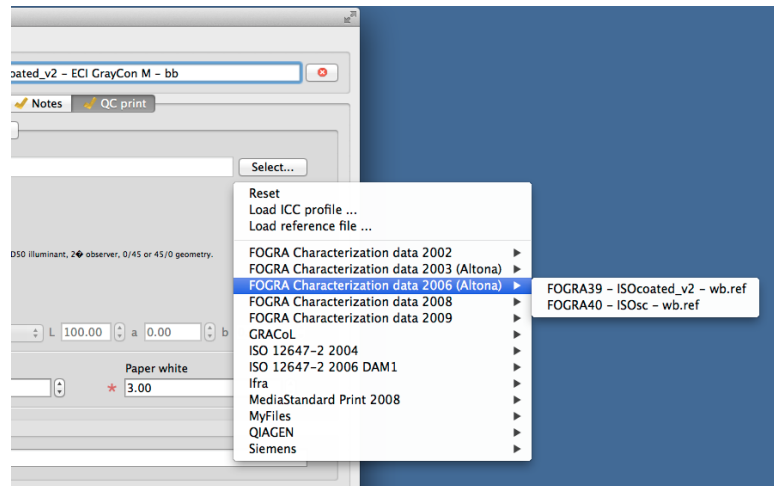 oated_v2 - ECI GrayCon M - bb
Notes QC print
Select...
Reset
Load ICC profile ...
Load reference file ...
D50 illuminant, 2� observer, 0/45 or 45/0 geometry.
FOGRA Characterization data 2002
FOGRA Characterization data 2003 (Altona)
FOGRA Characterization data 2006 (Altona)
FOGRA39 - ISOcoated_v2 - wb.ref
FOGRA40 - ISOsc - wb.ref
FOGRA Characterization data 2008
FOGRA Characterization data 2009
L 100.00 a 0.00 b
GRACoL
ISO 12647-2 2004
ISO 12647-2 2006 DAM1
Paper white
Ifra
* 3.00
MediaStandard Print 2008
MyFiles
QIAGEN
Siemens